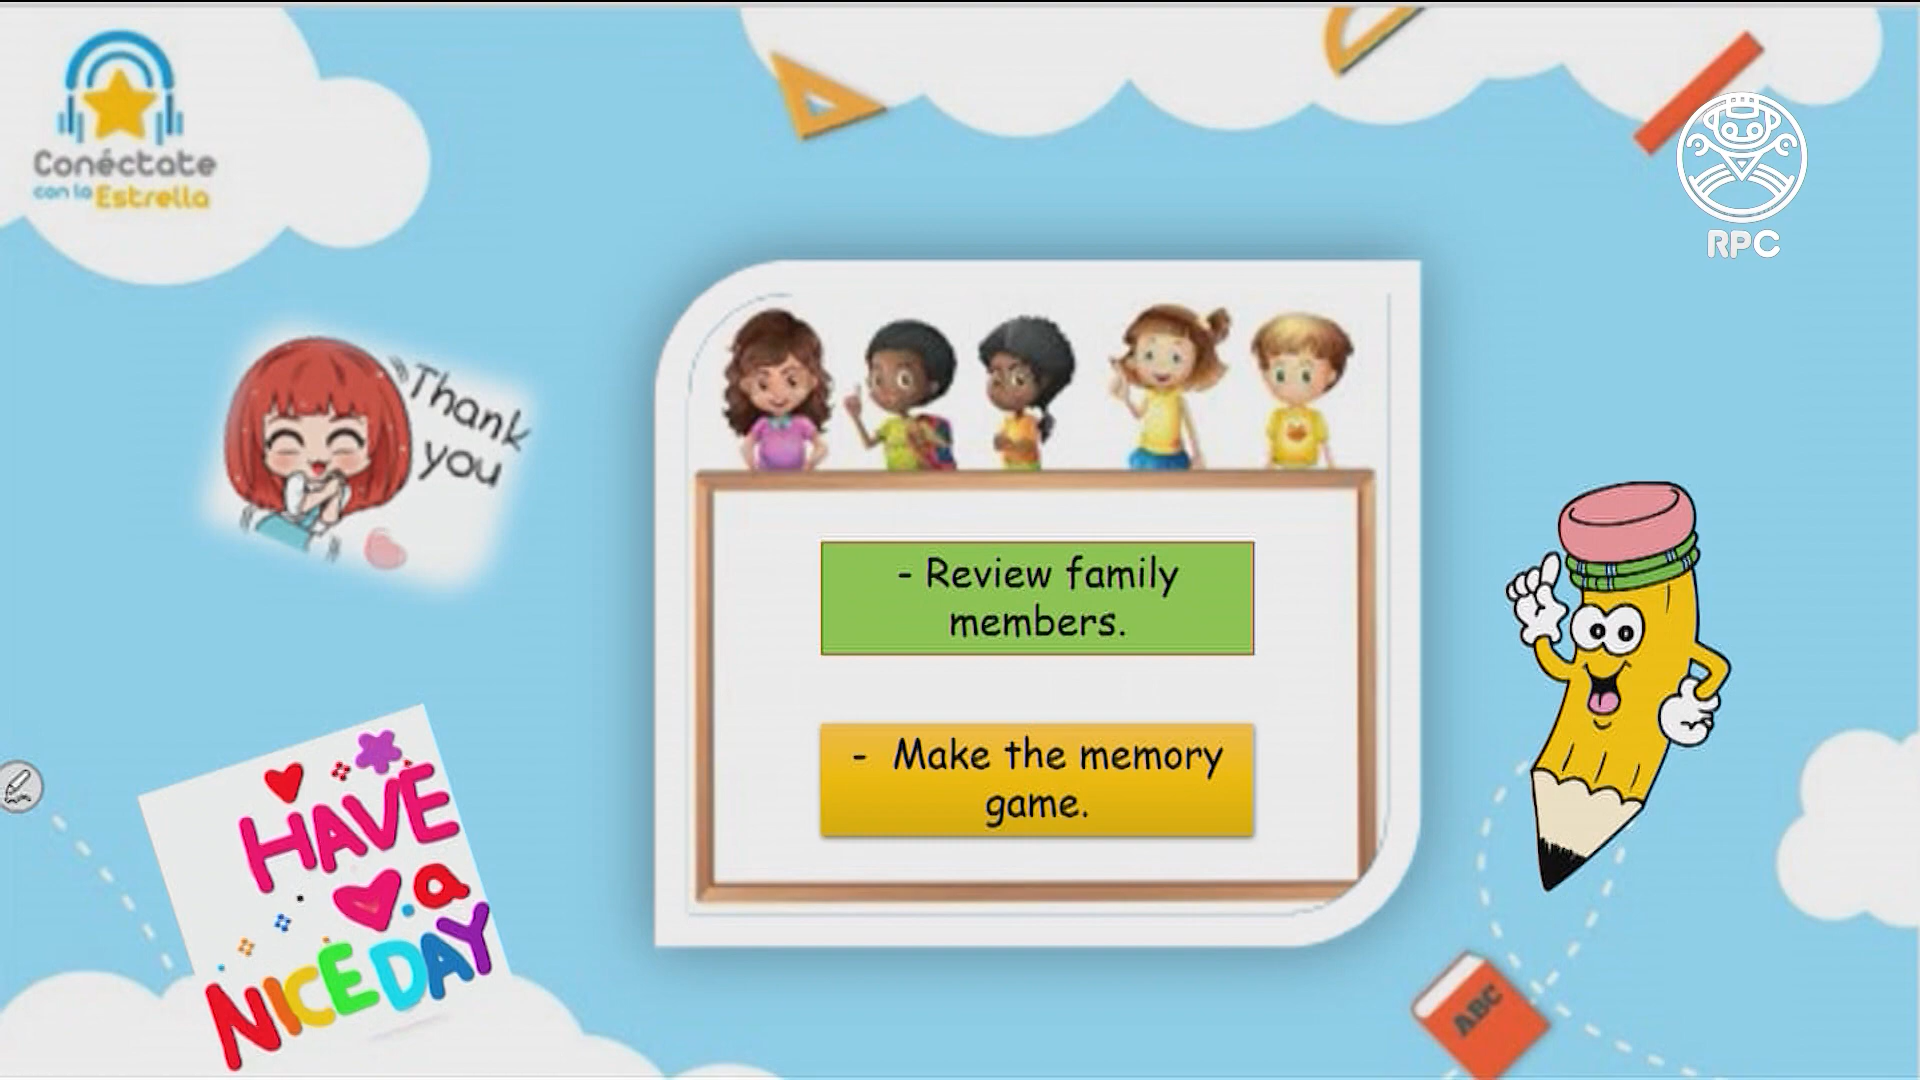 Conéctate
con la Estrella
RPC
Thank
you
- Review family
members.
- Make the memory
game.
HAVE
a
NICE DAY
ABC